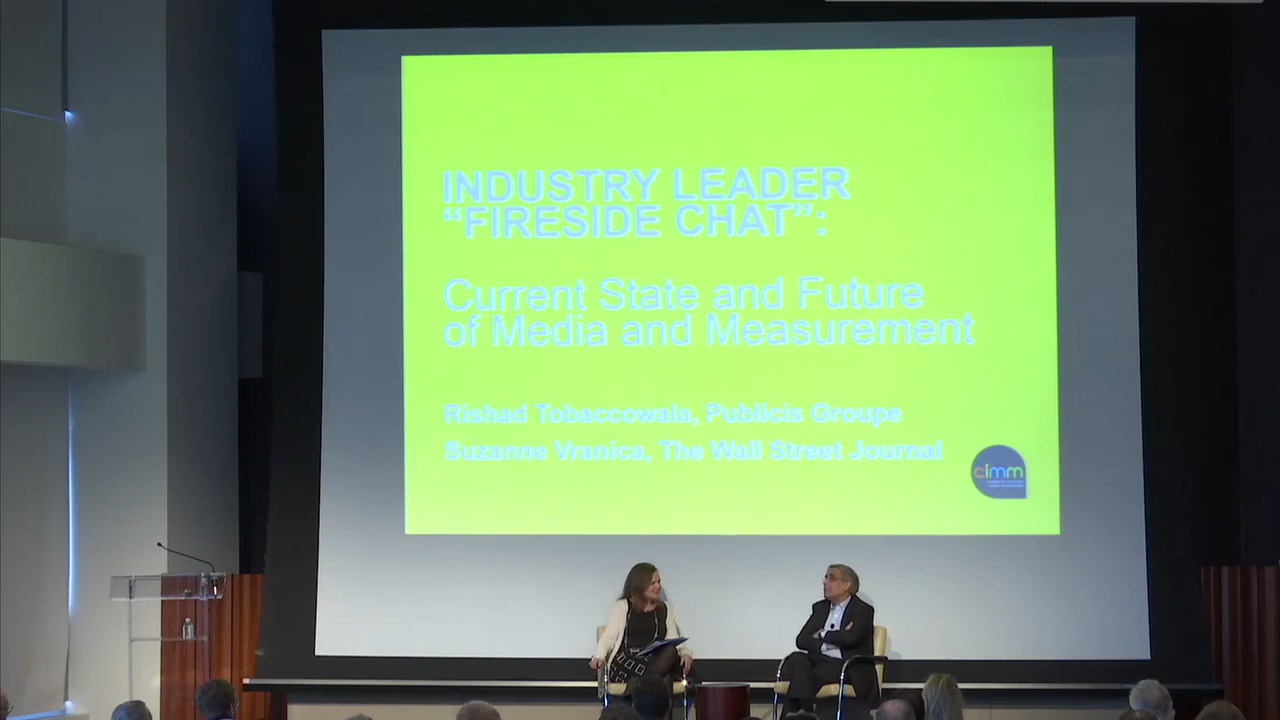 INDUSTRY LEADER
“FIRESIDE CHAT”:
Current State and Future
of Media and Measurement
Rishad Tobaccowala, Publicis Groupe
Suzanne Vranica, The Wall Street Journal
cimm